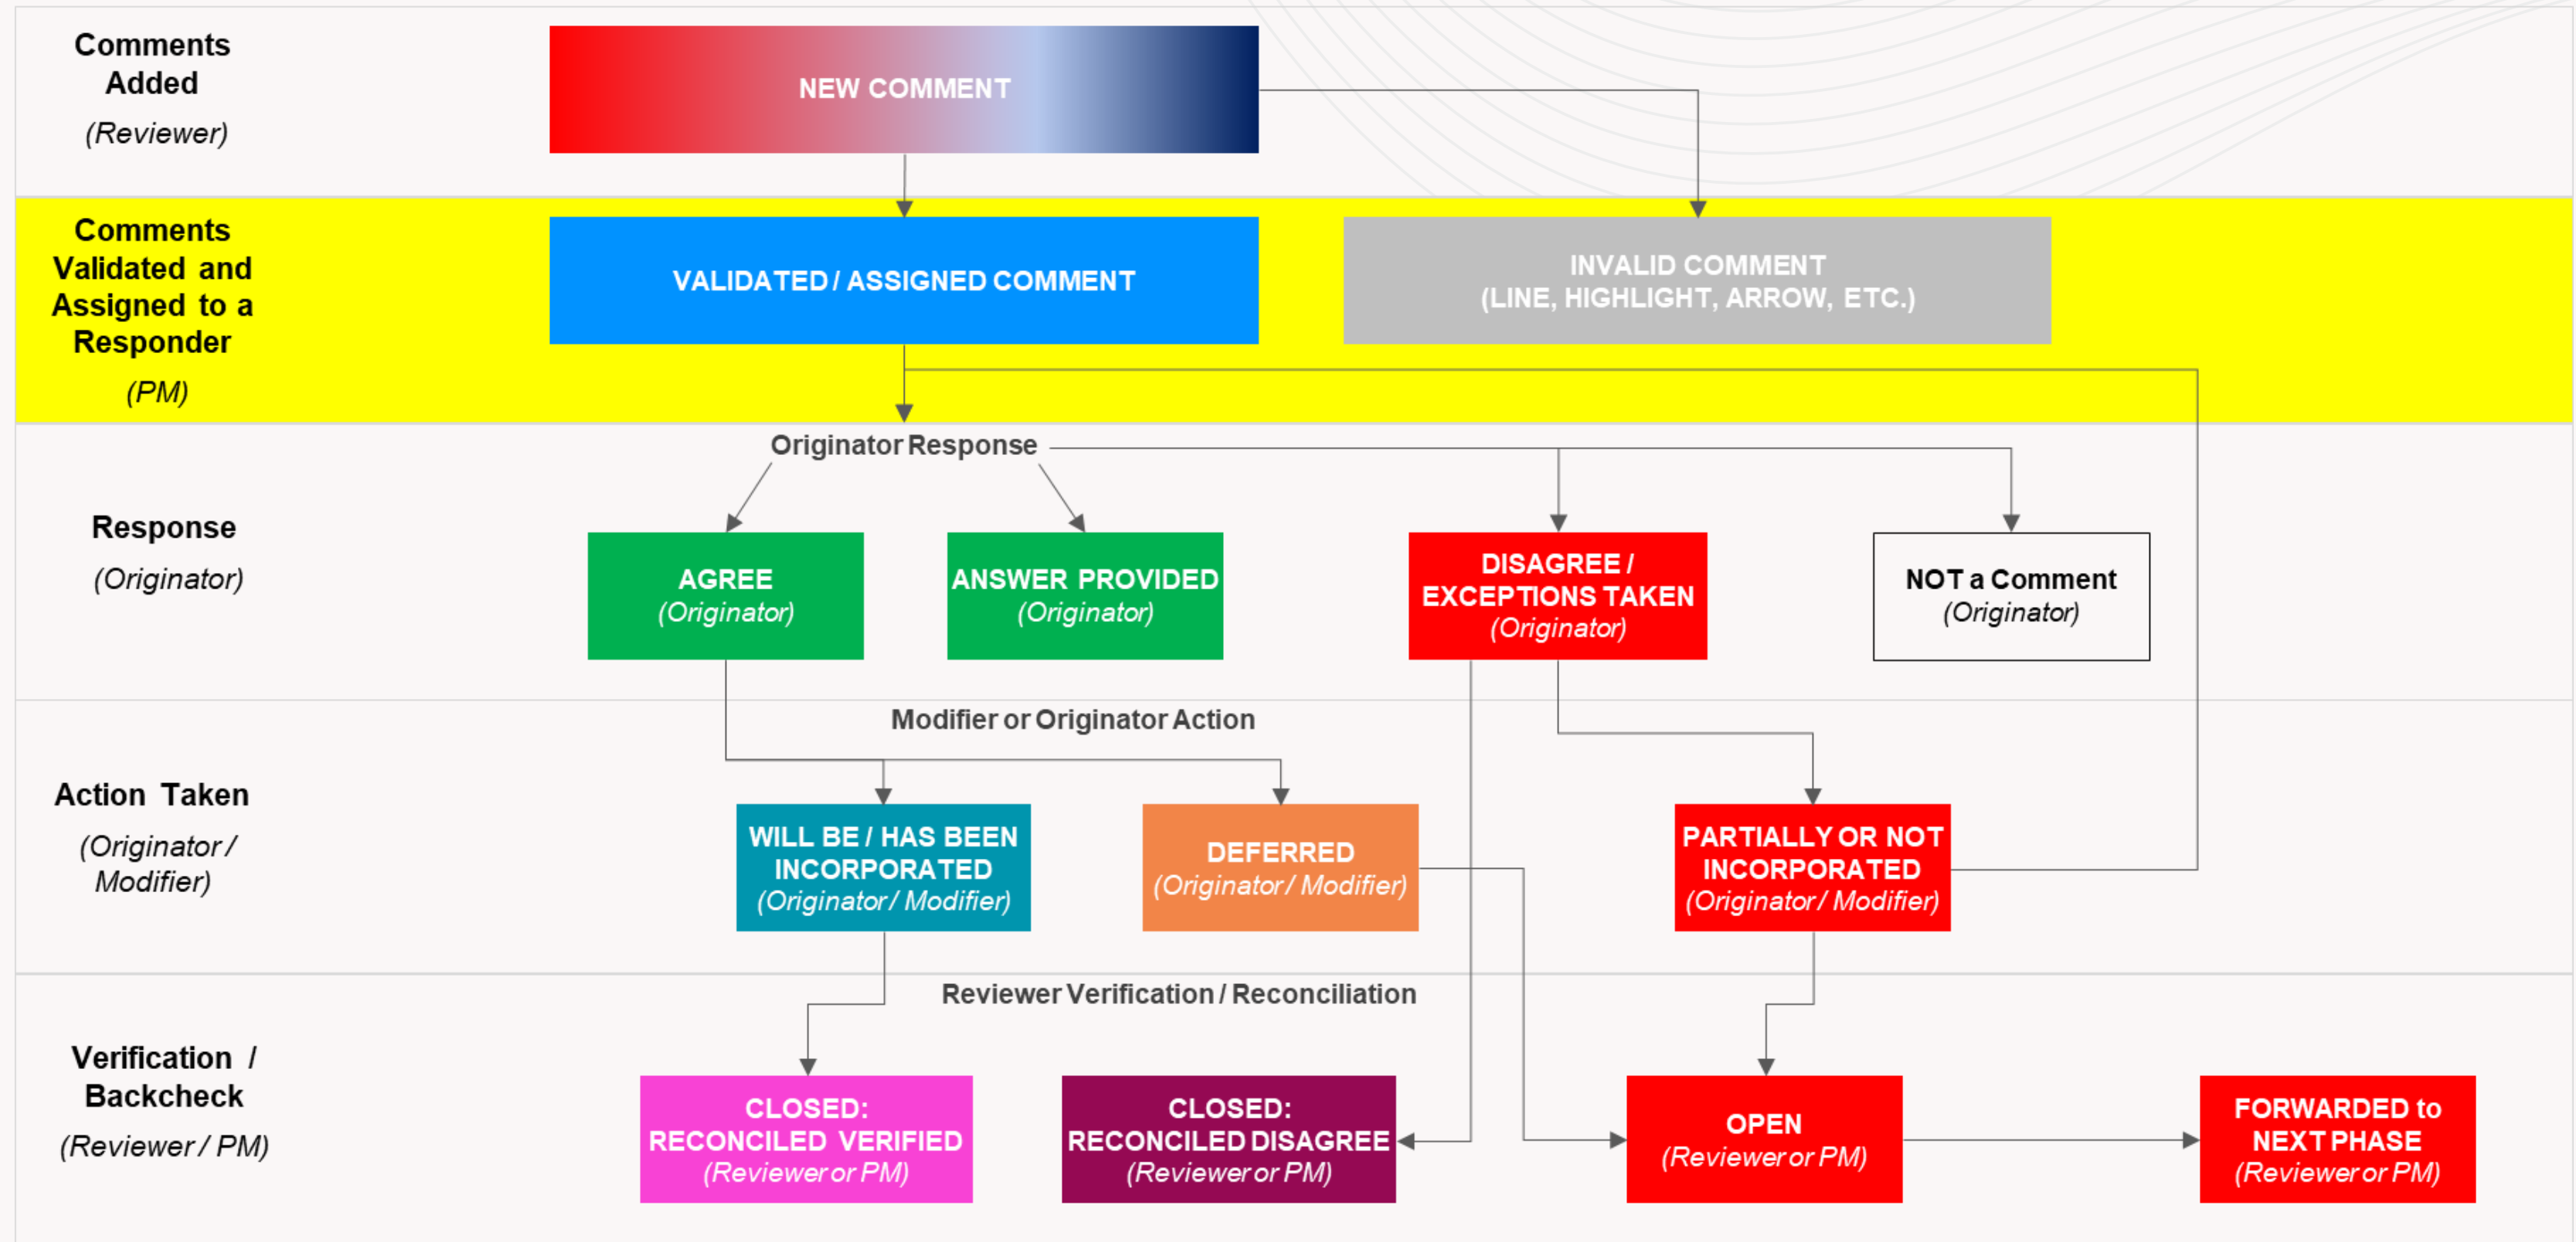 Comments
Added
(Reviewer)
NEW COMMENT
Comments
Validated and
Assigned to a
Responder
(PM)
VALIDATED / ASSIGNED COMMENT
INVALID COMMENT
(LINE, HIGHLIGHT, ARROW, ETC.)
Originator Response
Response
(Originator)
AGREE
(Originator)
ANSWER PROVIDED
(Originator)
DISAGREE /
EXCEPTIONS TAKEN
(Originator)
NOT a Comment
(Originator)
Modifier or Originator Action
Action Taken
(Originator /
Modifier)
WILL BE / HAS BEEN
INCORPORATED
(Originator / Modifier)
DEFERRED
(Originator / Modifier)
PARTIALLY OR NOT
INCORPORATED
(Originator / Modifier)
Reviewer Verification / Reconciliation
Verification /
Backcheck
(Reviewer / PM)
CLOSED:
RECONCILED VERIFIED
(Reviewer or PM)
CLOSED:
RECONCILED DISAGREE
(Reviewer or PM)
OPEN
(Reviewer or PM)
FORWARDED to
NEXT PHASE
(Reviewer or PM)